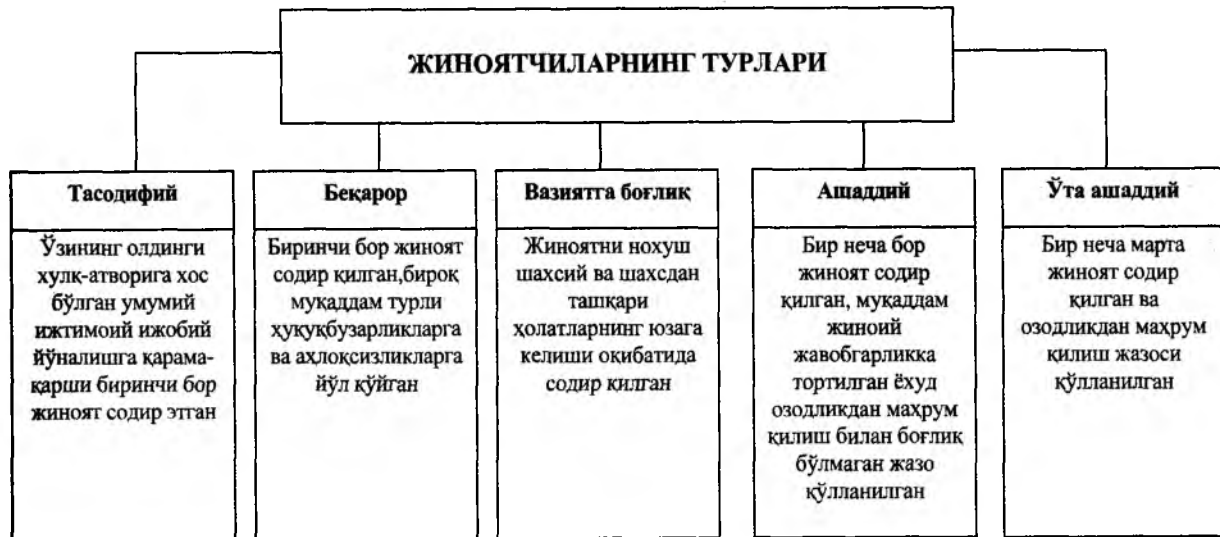 ЖИНОЯТЧИЛАРНИНГ ТУРЛАРИ
Тасодифий
Ўзининг олдинги
хулқ-атворига хос
бўлган умумий
ижтимоий ижобий
йўналишга қарама-
қарши биринчи бор
жиноят содир этган
Беқарор
Биринчи бор жиноят
содир қилган,бироқ
муқаддам турли
ҳуқуқбузарликларга
ва аҳлоқсизликларга
йўл қўйган
Вазиятга боғлиқ
Жиноятни нохуш
шахсий ва шахсдан
ташқари
ҳолатларнинг юзага
келиши оқибатида
содир қилган
Ашаддий
Бир неча бор
жиноят содир
қилган, муқаддам
жиноий
жавобгарликка
тортилган ёхуд
озодликдан маҳрум
қилиш билан боғлиқ
бўлмаган жазо
қўлланилган
Ўта ашаддий
Бир неча марта
жиноят содир
қилган ва
озодликдан маҳрум
қилиш жазоси
қўлланилган